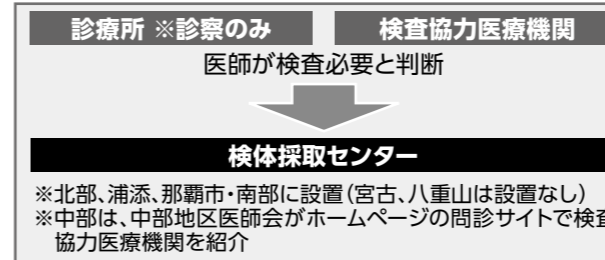 診療所 ※診察のみ
検査協力医療機関
医師が検査必要と判断
検体採取センター
※北部、浦添、那覇市・南部に設置（宮古、八重山は設置なし）
※中部は、中部地区医師会がホームページの問診サイトで検査
協力医療機関を紹介